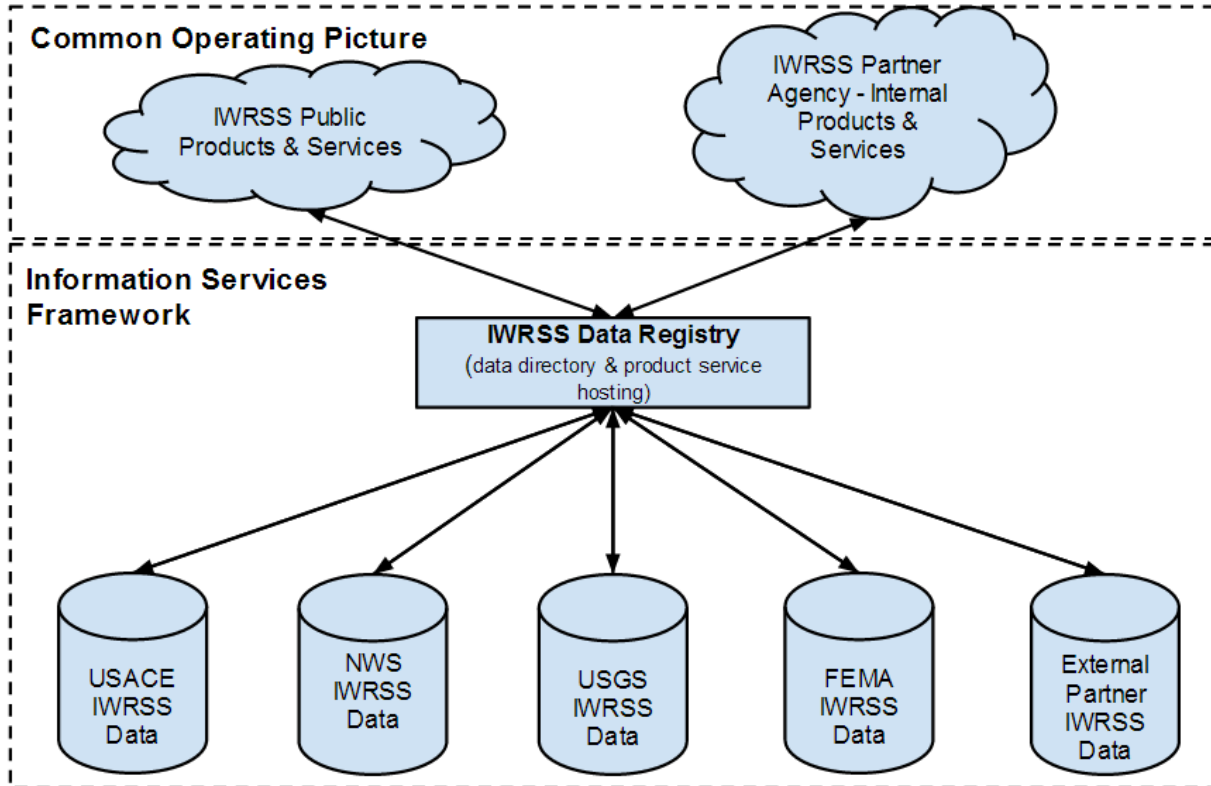 Common Operating Picture
IWRSS Public
Products & Services
IWRSS Partner
Agency - Internal
Products &
Services
Information Services
Framework
IWRSS Data Registry
(data directory & product service
hosting)
USACE
IWRSS
Data
NWS
IWRSS
Data
USGS
IWRSS
Data
FEMA
IWRSS
Data
External
Partner
IWRSS
Data